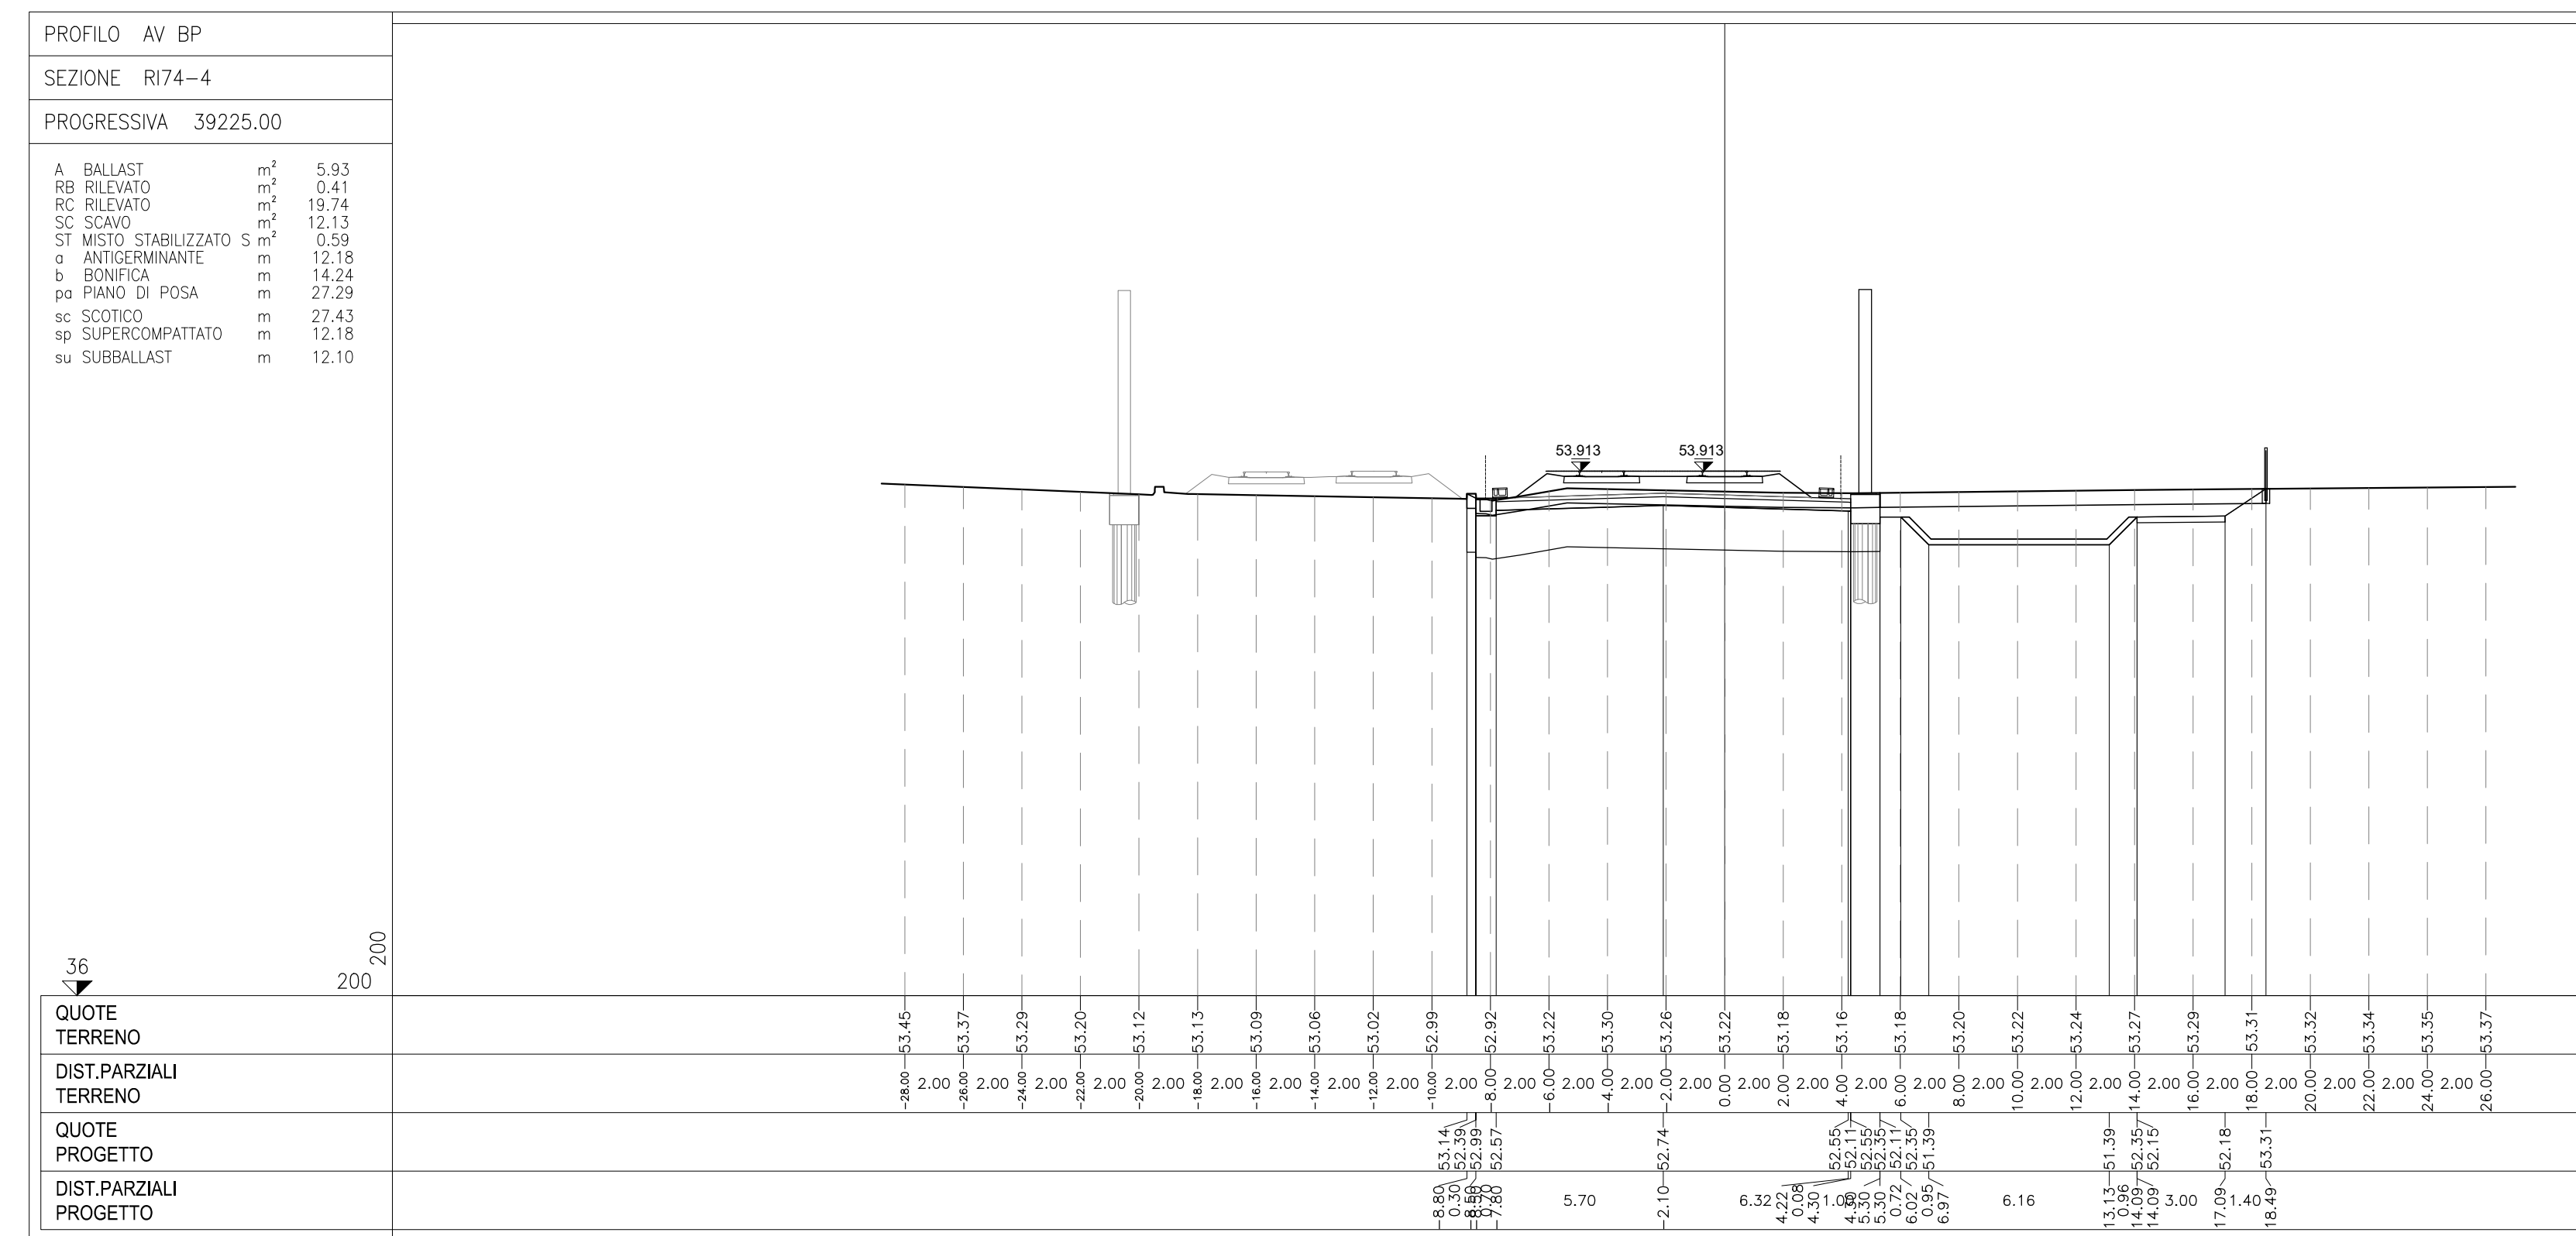 PROFILO AV BP
SEZIONE RI74-4
PROGRESSIVA 39225.00
A BALLAST m² 5.93
RB RILEVATO m² 0.41
RC RILEVATO m² 19.74
SC SCAVO m² 12.13
ST MISTO STABILIZZATO S m² 0.59
a ANTIGERMINANTE m 12.18
b BONIFICA m 14.24
pa PIANO DI POSA m 27.29
sc SCOTICO m 27.43
sp SUPERCOMPATTATO m 12.18
su SUBBALLAST m 12.10
53.913 53.913
36 200 200
QUOTE
TERRENO
53.45 53.37 53.29 53.20 53.12 53.13 53.09 53.06 53.02 52.99 52.92 53.22 53.30 53.26 53.22 53.18 53.16 53.18 53.20 53.22 53.24 53.27 53.29 53.31 53.32 53.34 53.35 53.37
DIST.PARZIALI
TERRENO
-28.00 2.00 -26.00 2.00 -24.00 2.00 -22.00 2.00 -20.00 2.00 -18.00 2.00 -16.00 2.00 -14.00 2.00 -12.00 2.00 -10.00 2.00 -8.00 2.00 -6.00 2.00 -4.00 2.00 -2.00 2.00 0.00 2.00 2.00 2.00 4.00 2.00 6.00 2.00 8.00 2.00 10.00 2.00 12.00 2.00 14.00 2.00 16.00 2.00 18.00 2.00 20.00 2.00 22.00 2.00 24.00 2.00 26.00
QUOTE
PROGETTO
53.14 52.39 52.99 52.57 52.74 52.55 52.11 52.55 52.35 52.11 52.35 51.39 51.39 52.35 52.15 52.18 53.31
DIST.PARZIALI
PROGETTO
-8.80 0.30 -8.50 0.70 -7.80 5.70 -2.10 6.32 4.22 0.08 4.30 1.00 4.30 5.30 5.30 0.72 6.02 0.95 6.97 6.16 13.13 0.96 14.09 14.09 3.00 17.09 1.40 18.49